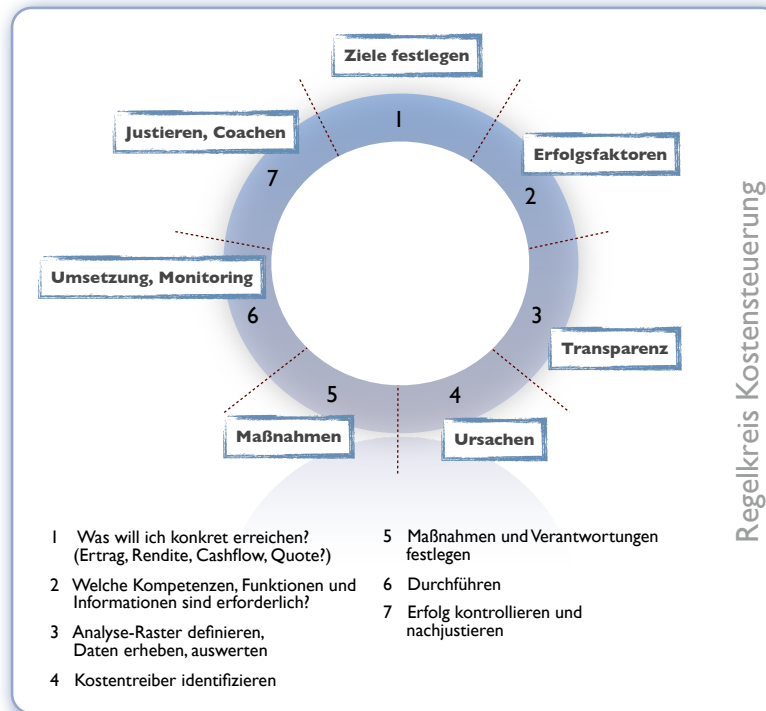 Ziele festlegen
1
Erfolgsfaktoren
2
3
Transparenz
4
Ursachen
5
Maßnahmen
Umsetzung, Monitoring
6
Justieren, Coachen
7
Regelkreis Kostensteuerung
1 Was will ich konkret erreichen?
(Ertrag, Rendite, Cashflow, Quote?)
2 Welche Kompetenzen, Funktionen und
Informationen sind erforderlich?
3 Analyse-Raster definieren,
Daten erheben, auswerten
4 Kostentreiber identifizieren
5 Maßnahmen und Verantwortungen
festlegen
6 Durchführen
7 Erfolg kontrollieren und
nachjustieren